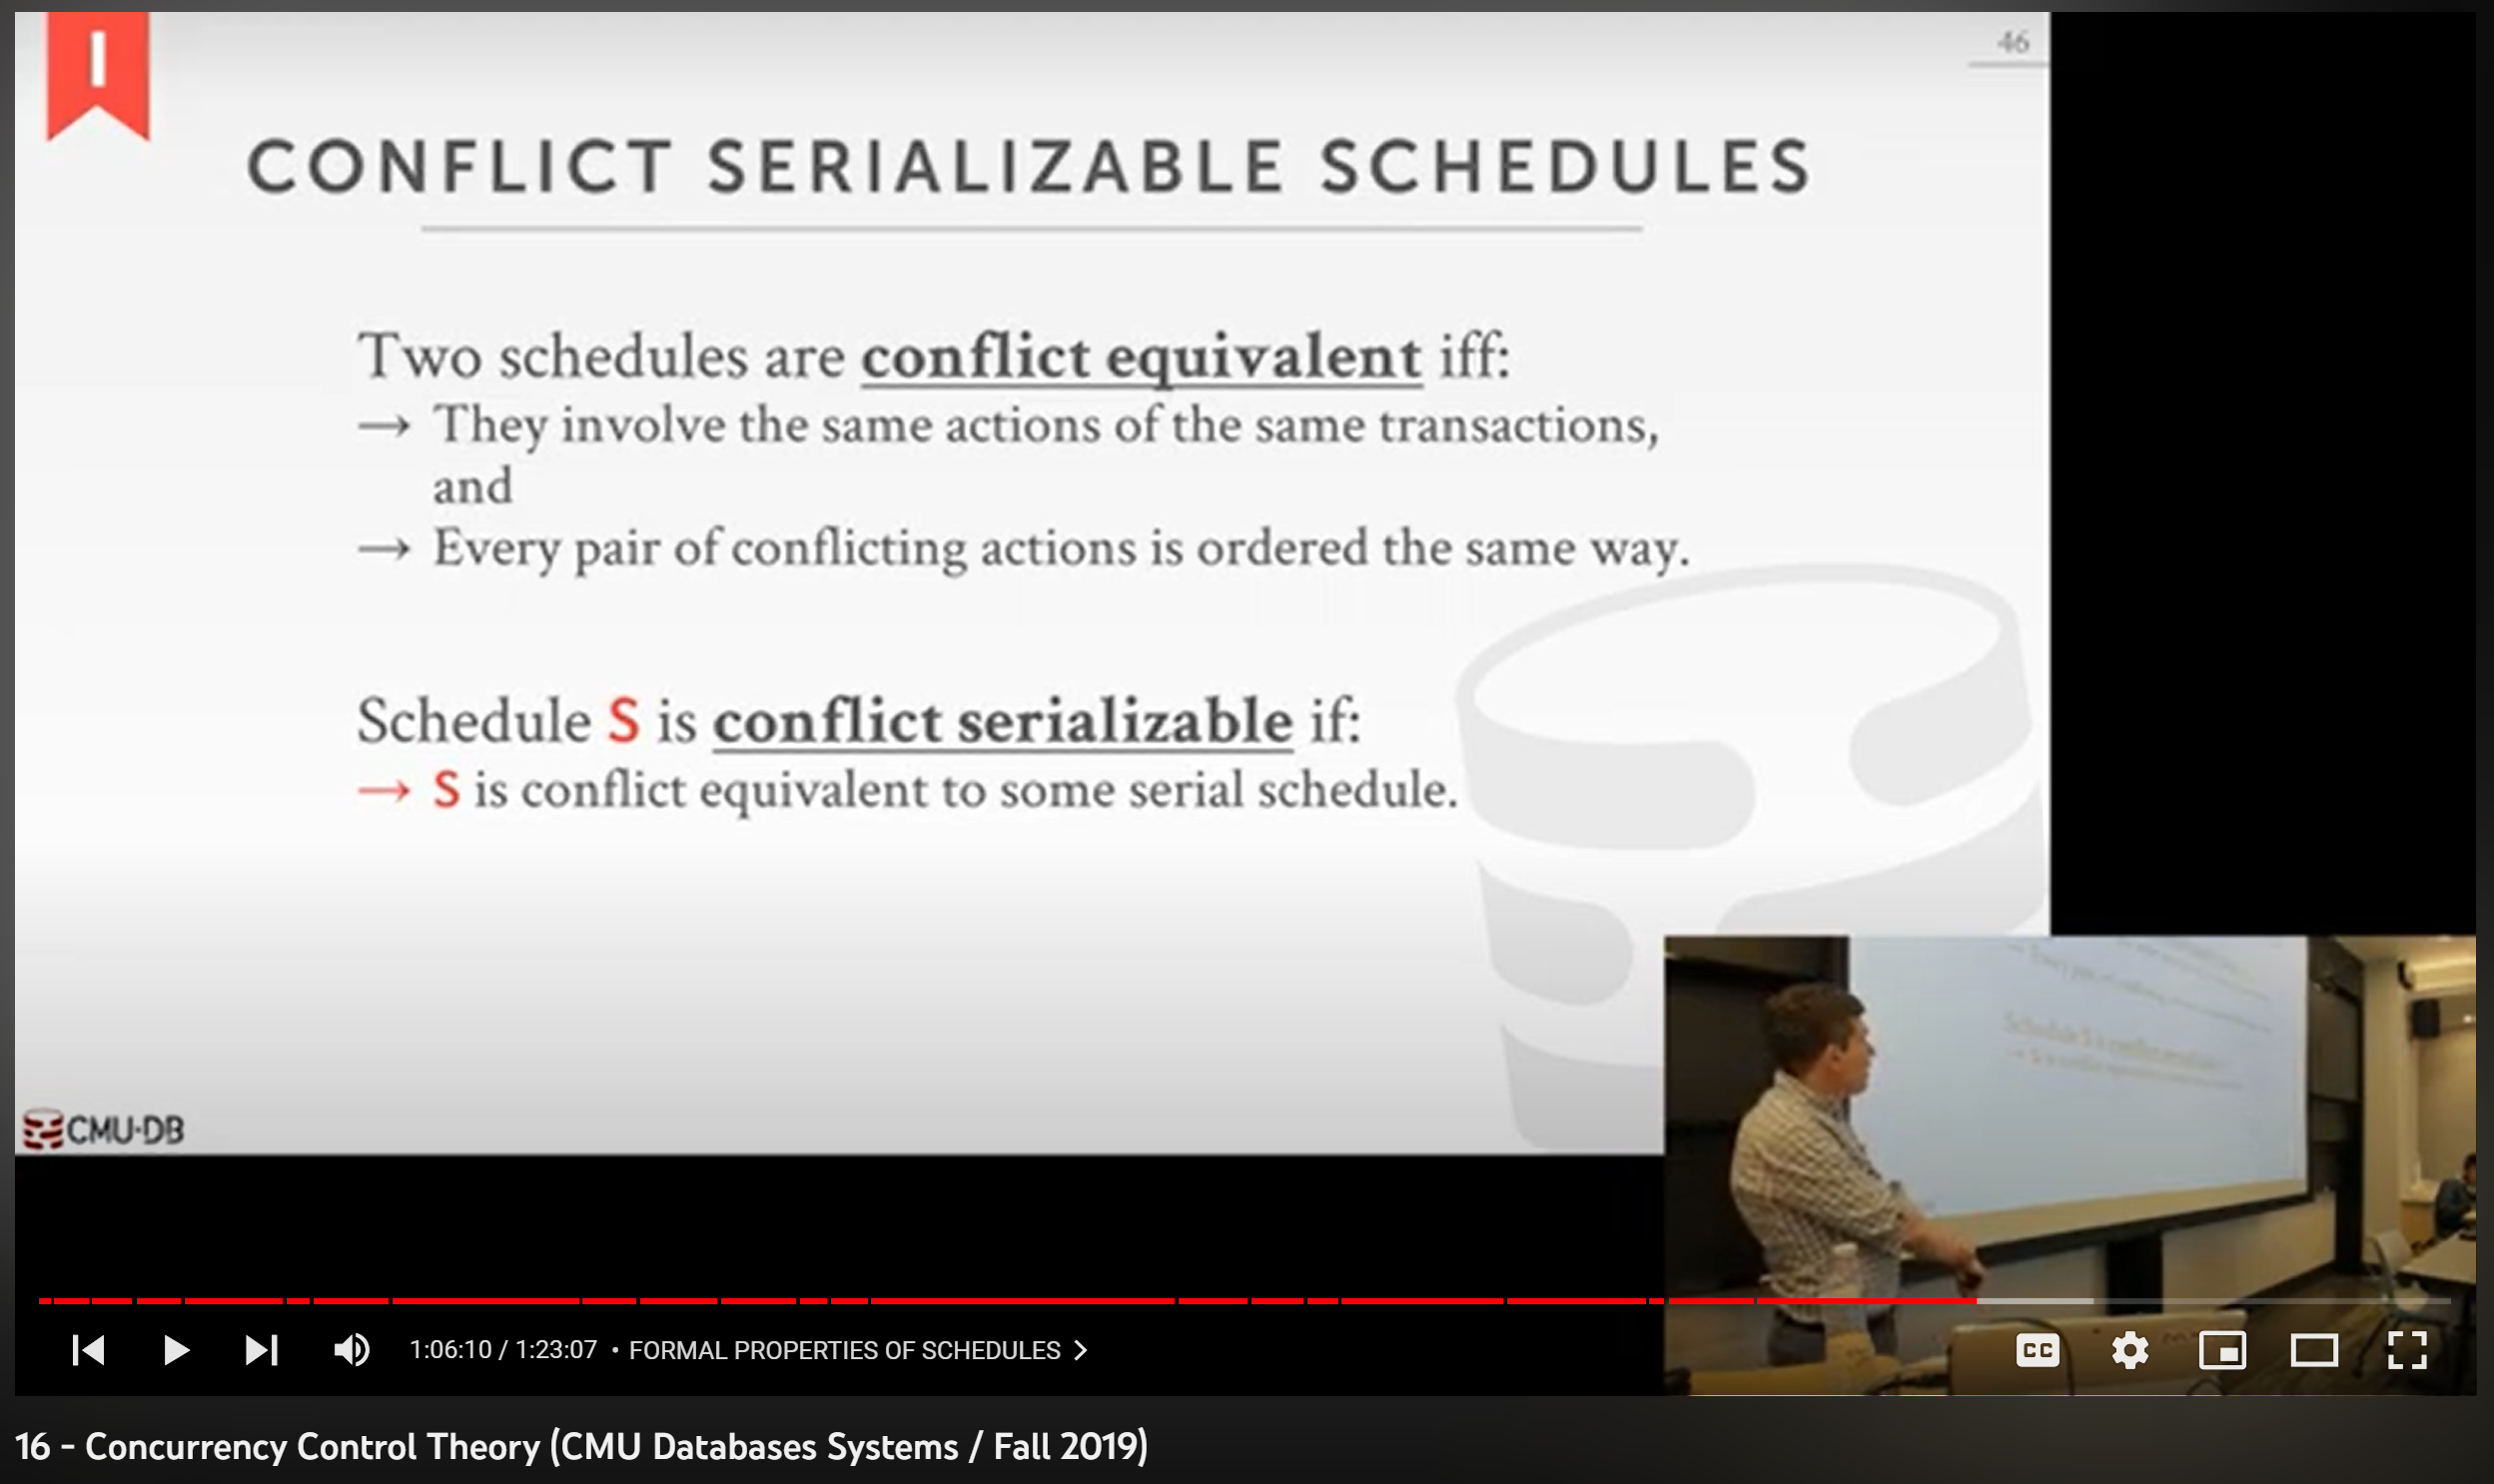 I
46
CONFLICT SERIALIZABLE SCHEDULES
Two schedules are conflict equivalent iff:
→ They involve the same actions of the same transactions,
and
→ Every pair of conflicting actions is ordered the same way.
Schedule S is conflict serializable if:
→ S is conflict equivalent to some serial schedule.
CMU·DB
1:06:10 / 1:23:07 • FORMAL PROPERTIES OF SCHEDULES
CC
16 - Concurrency Control Theory (CMU Databases Systems / Fall 2019)